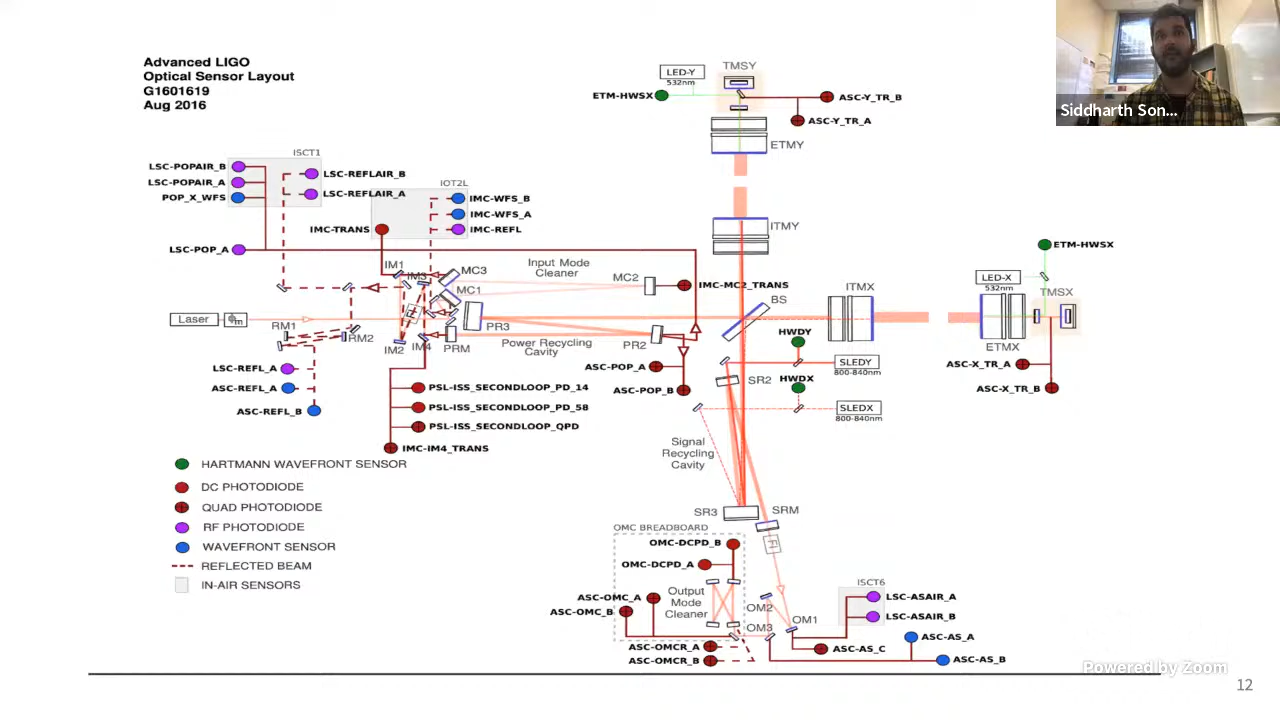 Advanced LIGO
Optical Sensor Layout
G1601619
Aug 2016
Siddharth Son...
LED-Y
532nm
TMSY
ETM-HWSX
ASC-Y_TR_B
ASC-Y_TR_A
ETMY
ISCT1
LSC-POPAIR_B
LSC-POPAIR_A
POP_X_WFS
LSC-REFLAIR_B
LSC-REFLAIR_A
IOT2L
IMC-WFS_B
IMC-WFS_A
IMC-REFL
IMC-TRANS
LSC-POP_A
ITMY
ETM-HWSX
LED-X
532nm
TMSX
IM1
IM3
MC3
MC1
Input Mode
Cleaner
MC2
IMC-MC2_TRANS
ITMX
BS
Laser
ϕm
RM1
RM2
IM2
IM4
PRM
PR3
Power Recycling
Cavity
PR2
ETMX
HWDY
SLEDY
800-840nm
HWDX
SLEDX
800-840nm
SR2
ASC-X_TR_A
ASC-X_TR_B
LSC-REFL_A
ASC-REFL_A
ASC-REFL_B
ASC-POP_A
ASC-POP_B
PSL-ISS_SECONDLOOP_PD_14
PSL-ISS_SECONDLOOP_PD_58
PSL-ISS_SECONDLOOP_QPD
IMC-IM4_TRANS
Signal
Recycling
Cavity
HARTMANN WAVEFRONT SENSOR
DC PHOTODIODE
QUAD PHOTODIODE
RF PHOTODIODE
WAVEFRONT SENSOR
REFLECTED BEAM
IN-AIR SENSORS
SR3
SRM
FI
OMC BREADBOARD
OMC-DCPD_B
OMC-DCPD_A
Output
Mode
Cleaner
ASC-OMC_A
ASC-OMC_B
OM2
OM3
OM1
ISCT6
LSC-ASAIR_A
LSC-ASAIR_B
ASC-OMCR_A
ASC-OMCR_B
ASC-AS_C
ASC-AS_A
ASC-AS_B
Powered by Zoom
12